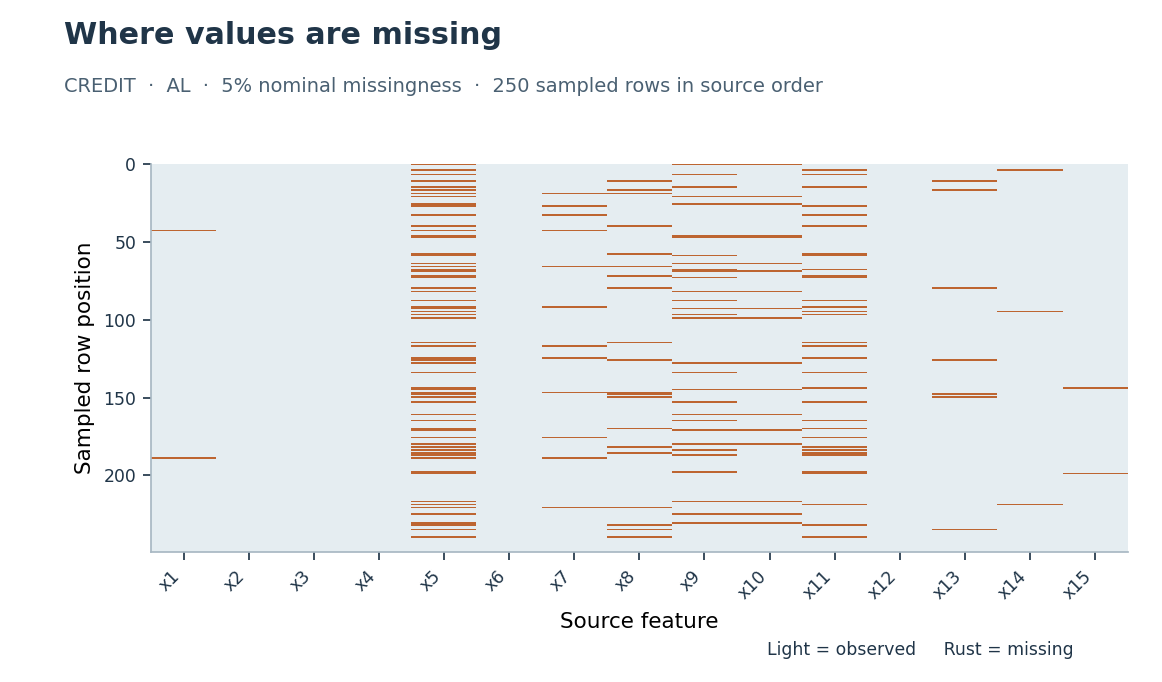 Where values are missing
CREDIT · AL · 5% nominal missingness · 250 sampled rows in source order
0
50
100
150
200
Sampled row position
x1 x2 x3 x4 x5 x6 x7 x8 x9 x10 x11 x12 x13 x14 x15
Source feature
Light = observed Rust = missing